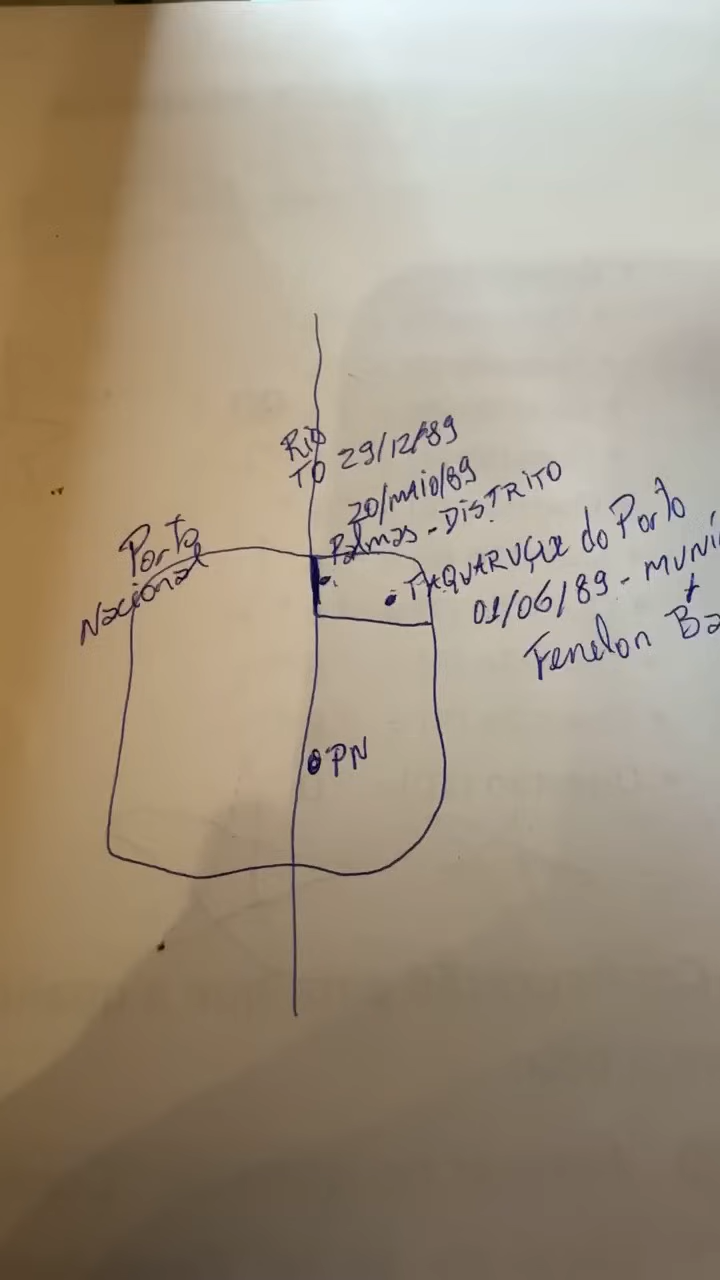 RIO
TO 29/12/89
20/MAIO/89
Palmas - DISTRITO
Porto
Nacional
TAQUARUÇUE do Porto
01/06/89 - MUNI
+
Fenelon Ba
PN